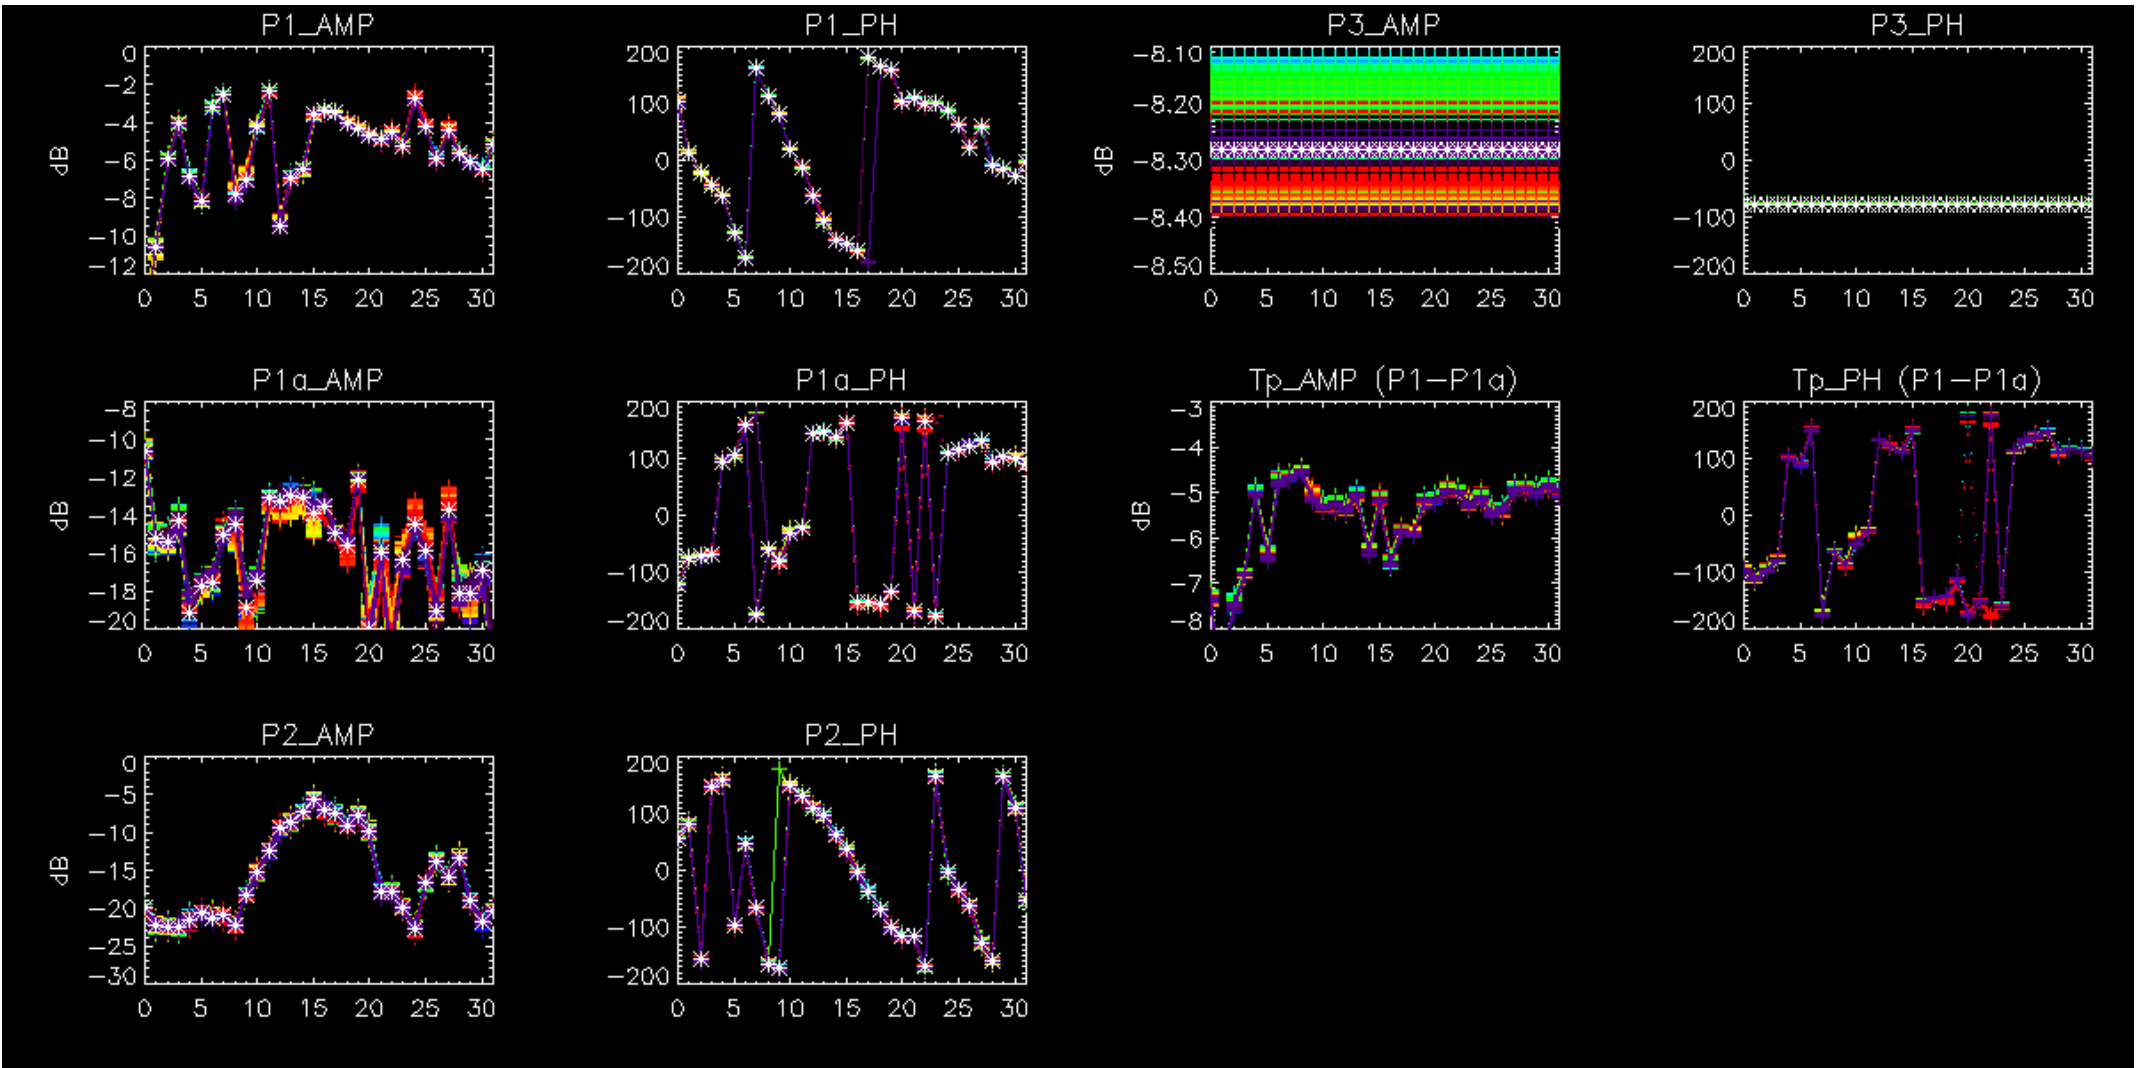 P1_AMP
P1_PH
P3_AMP
P3_PH
0
−2
−4
−6
−8
−10
−12
dB
0 5 10 15 20 25 30
200
100
0
−100
−200
0 5 10 15 20 25 30
−8.10
−8.20
−8.30
−8.40
−8.50
dB
0 5 10 15 20 25 30
200
100
0
−100
−200
0 5 10 15 20 25 30
P1a_AMP
P1a_PH
Tp_AMP (P1−P1a)
Tp_PH (P1−P1a)
−8
−10
−12
−14
−16
−18
−20
dB
0 5 10 15 20 25 30
200
100
0
−100
−200
0 5 10 15 20 25 30
−3
−4
−5
−6
−7
−8
dB
0 5 10 15 20 25 30
200
100
0
−100
−200
0 5 10 15 20 25 30
P2_AMP
P2_PH
0
−5
−10
−15
−20
−25
−30
dB
0 5 10 15 20 25 30
200
100
0
−100
−200
0 5 10 15 20 25 30